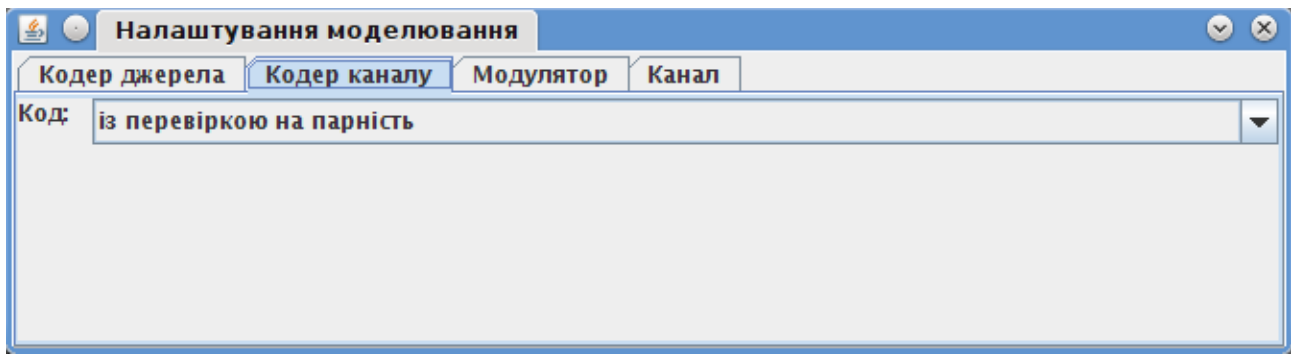 Налаштування моделювання
Кодер джерела Кодер каналу Модулятор Канал
Код: із перевіркою на парність